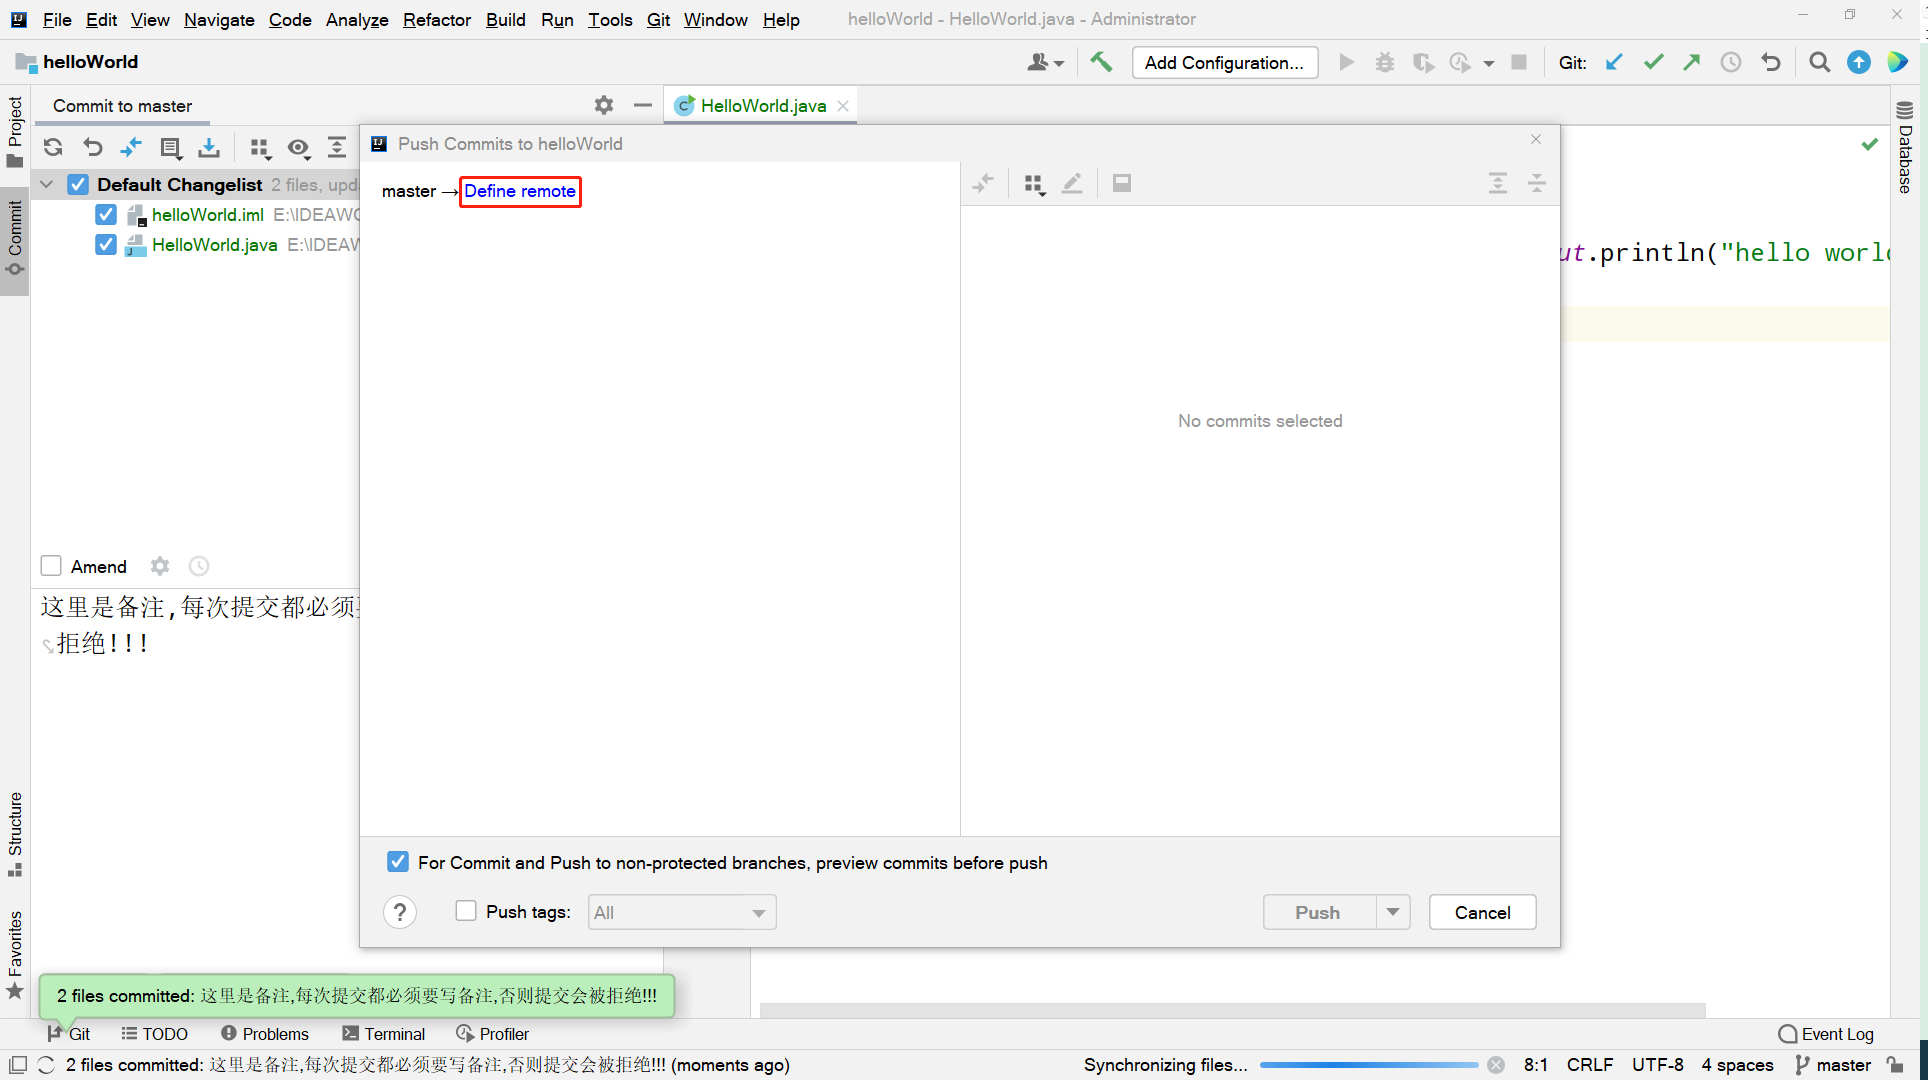 File Edit View Navigate Code Analyze Refactor Build Run Tools Git Window Help helloWorld - HelloWorld.java - Administrator
helloWorld
Add Configuration...
Git:
Commit to master
HelloWorld.java
Project
Commit
Structure
Favorites
Database
Default Changelist 2 files, upd
helloWorld.iml E:\IDEAWO
HelloWorld.java E:\IDEAW
Amend
这里是备注,每次提交都必须
拒绝!!!
Push Commits to helloWorld
master → Define remote
No commits selected
ut.println("hello worl
For Commit and Push to non-protected branches, preview commits before push
?
Push tags: All
Push
Cancel
2 files committed: 这里是备注,每次提交都必须要写备注,否则提交会被拒绝!!!
Git TODO Problems Terminal Profiler
Event Log
2 files committed: 这里是备注,每次提交都必须要写备注,否则提交会被拒绝!!! (moments ago)
Synchronizing files... 8:1 CRLF UTF-8 4 spaces master